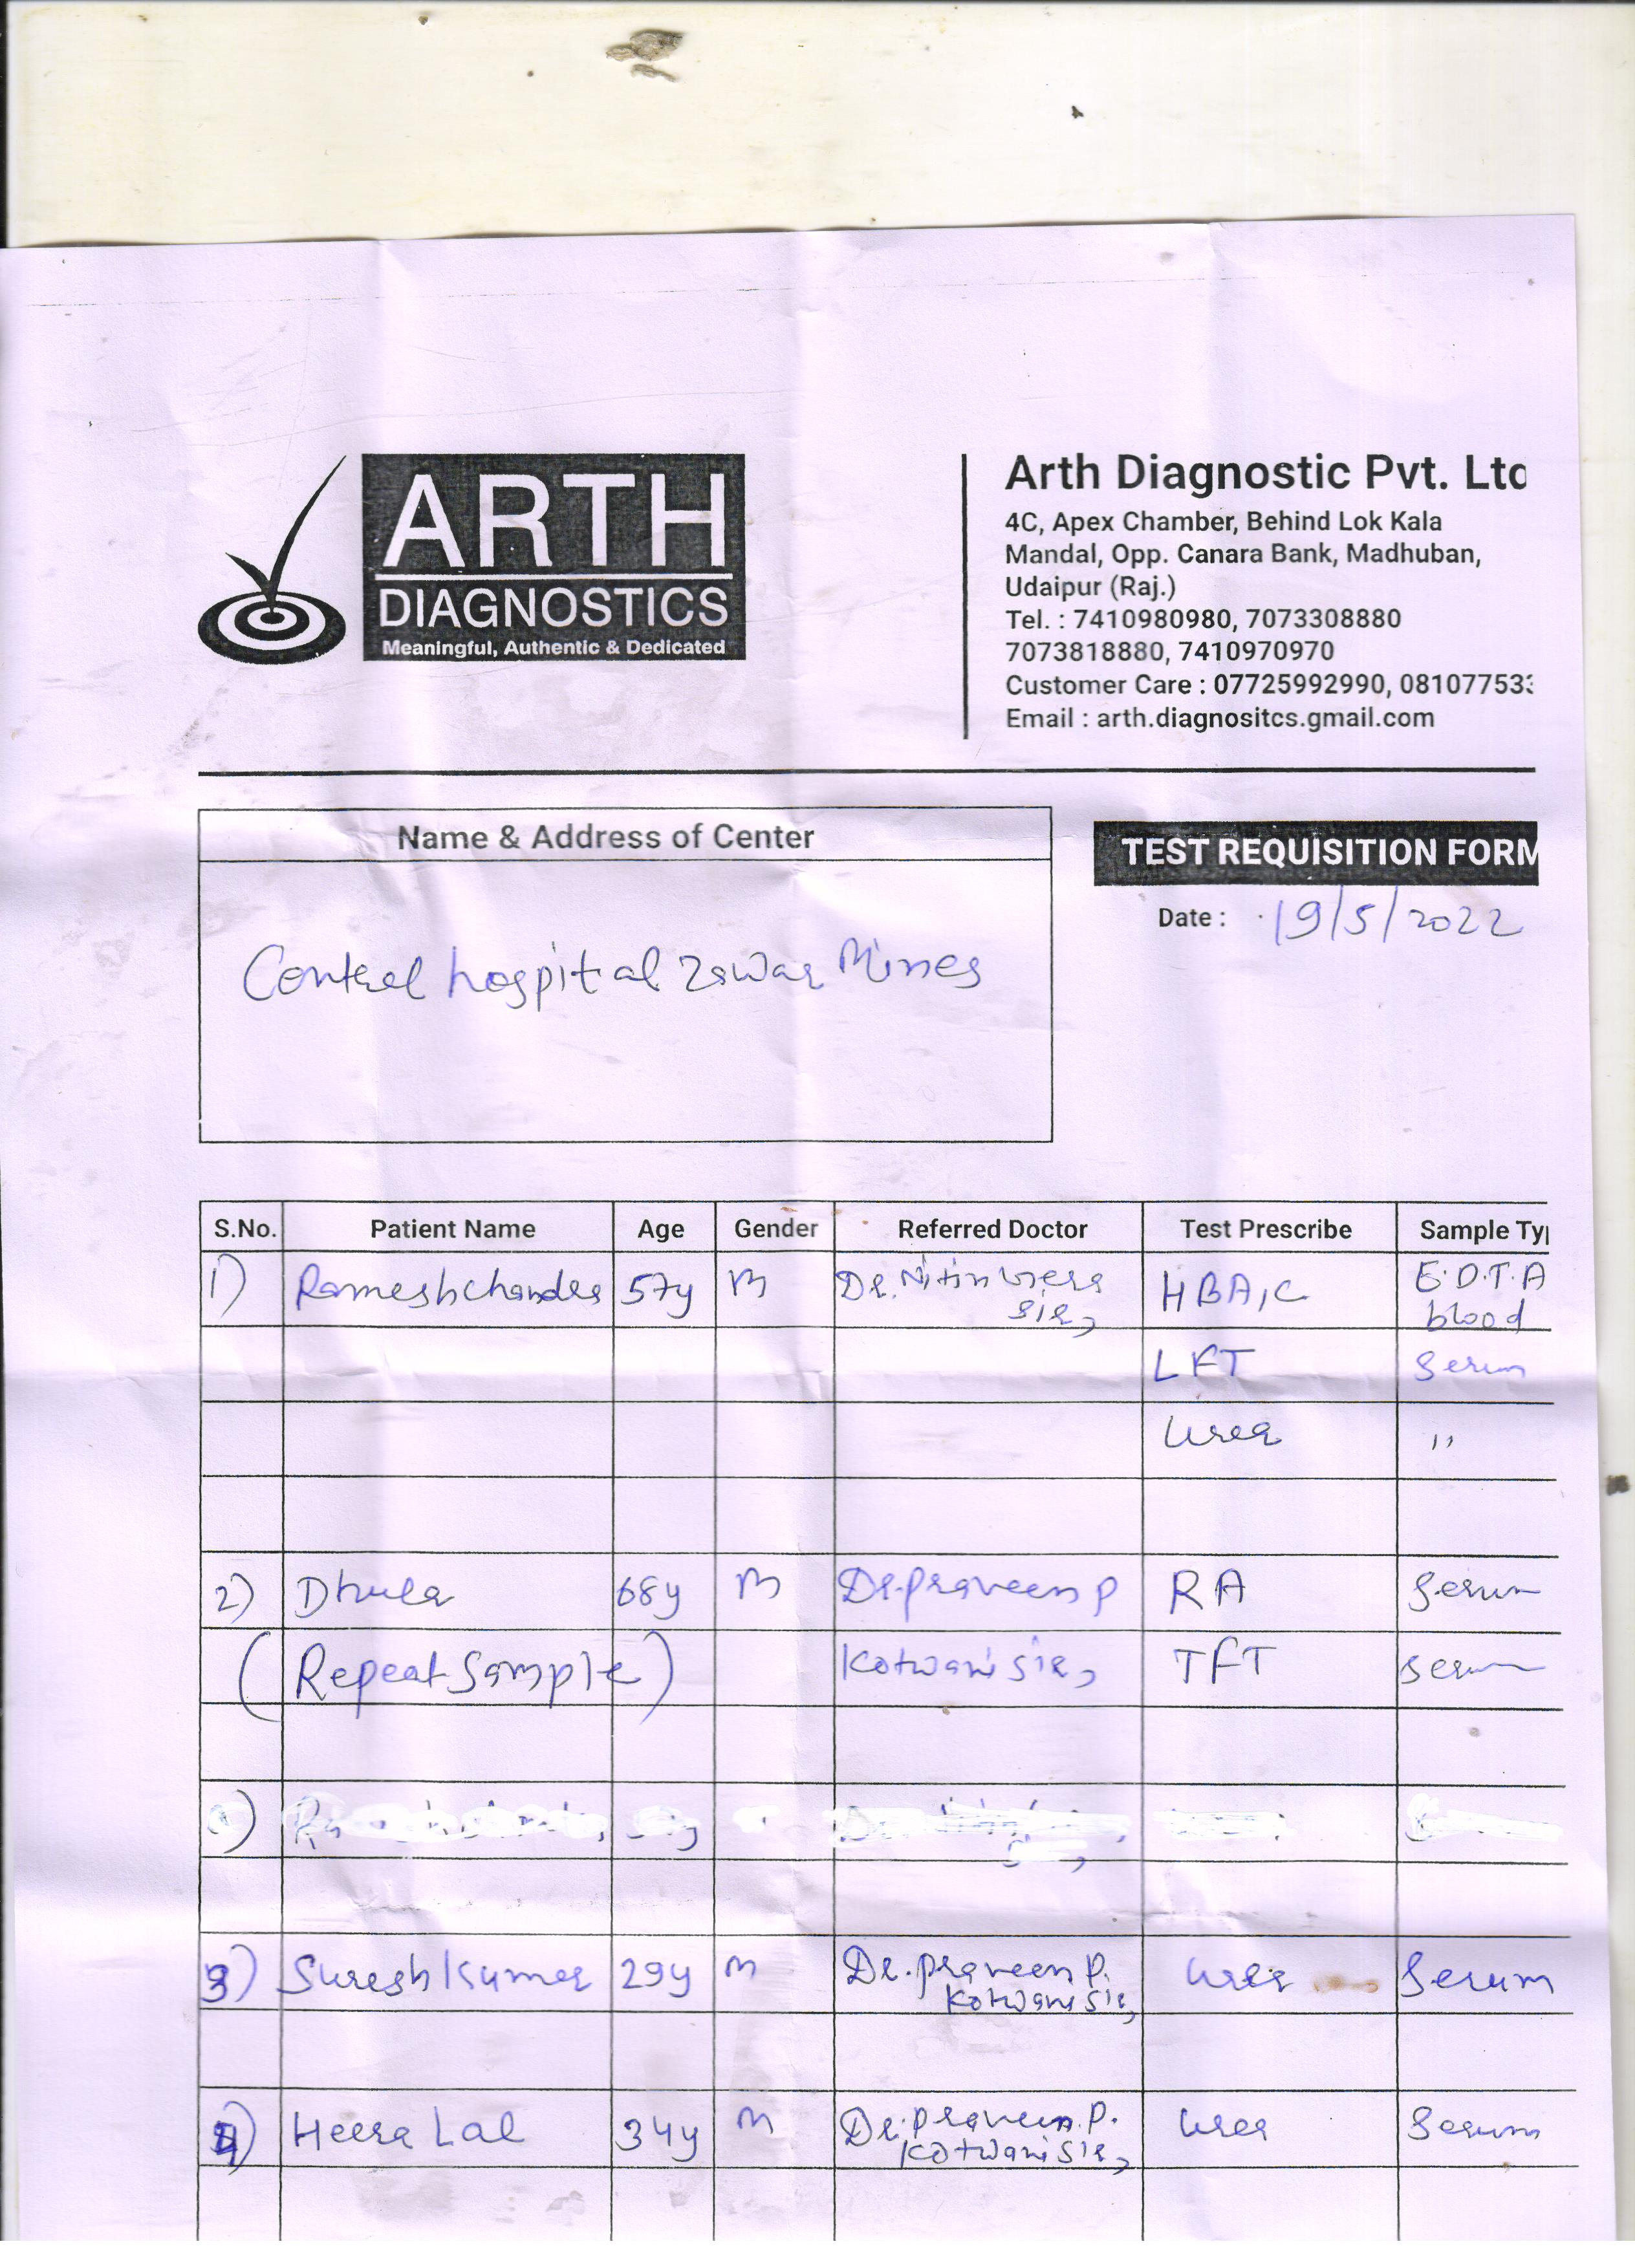 ARTH
DIAGNOSTICS
Meaningful, Authentic & Dedicated
Arth Diagnostic Pvt. Ltd
4C, Apex Chamber, Behind Lok Kala
Mandal, Opp. Canara Bank, Madhuban,
Udaipur (Raj.)
Tel. : 7410980980, 7073308880
7073818880, 7410970970
Customer Care : 07725992990, 081077533
Email : arth.diagnositcs.gmail.com
Name & Address of Center
TEST REQUISITION FORM
Date : 19/5/2022
Central hospital Zawar Mines
S.No. Patient Name Age Gender Referred Doctor Test Prescribe Sample Typ
1) Rameshchandra 57y M Dr. Nitin sir, HBA1C E.D.T.A blood
LFT Serum
Urea ,,
2) Dhula 68y M Dr. Praveen P RA Serum
(Repeat Sample) Kotwani sir, TFT Serum
3) Suresh Kumar 29y M Dr. Praveen P. Kotwani sir, Urea Serum
4) Heera Lal 34y M Dr. Praveen. P. Kotwani sir, Urea Serum